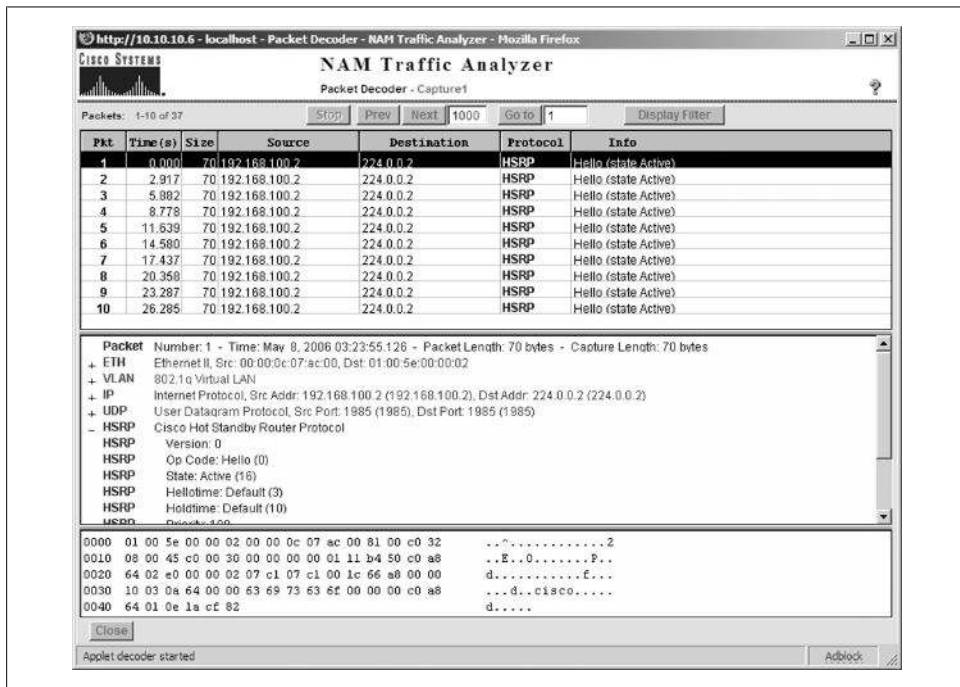 http://10.10.10.6 - localhost - Packet Decoder - NAM Traffic Analyzer - Mozilla Firefox
CISCO SYSTEMS
NAM Traffic Analyzer
Packet Decoder - Capture1
?
Packets: 1-10 of 37 Stop Prev Next 1000 Go to 1 Display Filter
Pkt Time(s) Size Source Destination Protocol Info
1 0.000 70 192.168.100.2 224.0.0.2 HSRP Hello (state Active)
2 2.917 70 192.168.100.2 224.0.0.2 HSRP Hello (state Active)
3 5.882 70 192.168.100.2 224.0.0.2 HSRP Hello (state Active)
4 8.778 70 192.168.100.2 224.0.0.2 HSRP Hello (state Active)
5 11.639 70 192.168.100.2 224.0.0.2 HSRP Hello (state Active)
6 14.580 70 192.168.100.2 224.0.0.2 HSRP Hello (state Active)
7 17.437 70 192.168.100.2 224.0.0.2 HSRP Hello (state Active)
8 20.358 70 192.168.100.2 224.0.0.2 HSRP Hello (state Active)
9 23.287 70 192.168.100.2 224.0.0.2 HSRP Hello (state Active)
10 26.285 70 192.168.100.2 224.0.0.2 HSRP Hello (state Active)
Packet Number: 1 - Time: May 8, 2006 03:23:55.126 - Packet Length: 70 bytes - Capture Length: 70 bytes
+ ETH Ethernet II, Src: 00:00:0c:07:ac:00, Dst: 01:00:5e:00:00:02
+ VLAN 802.1q Virtual LAN
+ IP Internet Protocol, Src Addr: 192.168.100.2 (192.168.100.2), Dst Addr: 224.0.0.2 (224.0.0.2)
+ UDP User Datagram Protocol, Src Port: 1985 (1985), Dst Port: 1985 (1985)
- HSRP Cisco Hot Standby Router Protocol
HSRP Version: 0
HSRP Op Code: Hello (0)
HSRP State: Active (16)
HSRP Hellotime: Default (3)
HSRP Holdtime: Default (10)
HSRP Priority: 100
0000 01 00 5e 00 00 02 00 00 0c 07 ac 00 81 00 c0 32 ..^............2
0010 08 00 45 c0 00 30 00 00 00 00 01 11 b4 50 c0 a8 ..E..0.......P..
0020 64 02 e0 00 00 02 07 c1 07 c1 00 1c 66 a8 00 00 d...........f...
0030 10 03 0a 64 00 00 63 69 73 63 6f 00 00 00 c0 a8 ...d..cisco.....
0040 64 01 0e 1a cf 82 d.....
Close
Applet decoder started Adblock